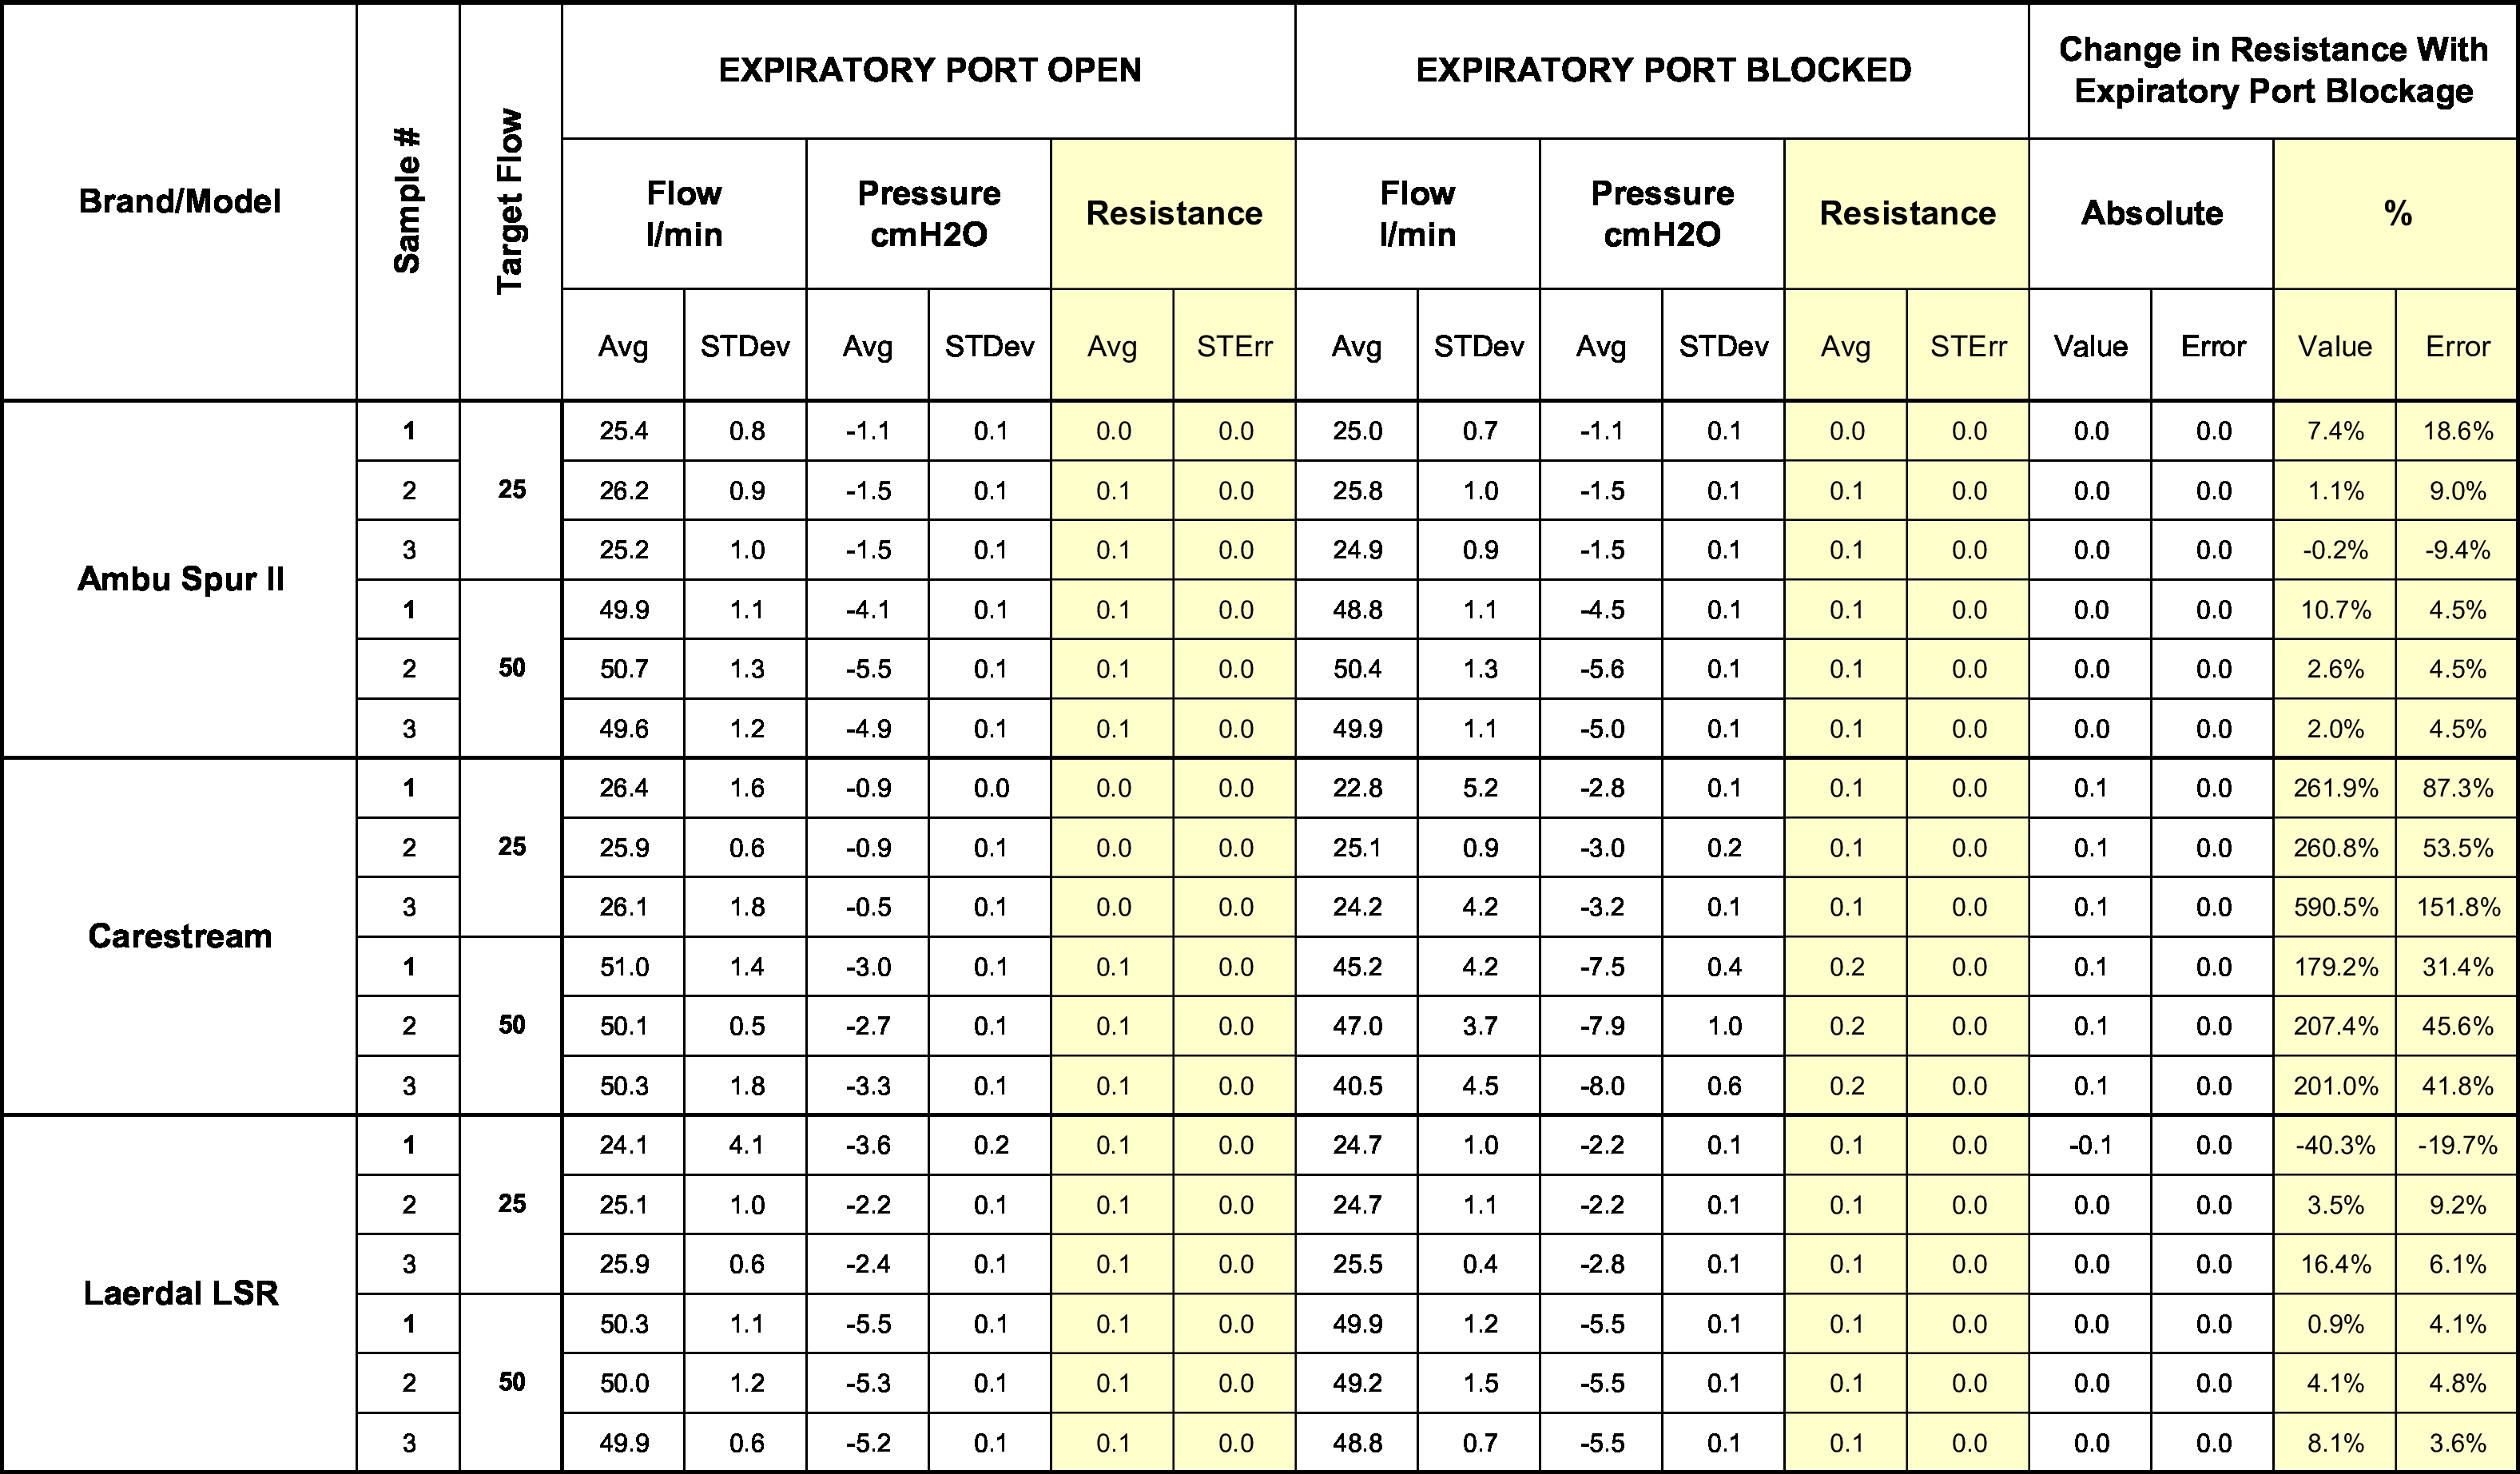 Brand/Model
Sample #
Target Flow
EXPIRATORY PORT OPEN
EXPIRATORY PORT BLOCKED
Change in Resistance With
Expiratory Port Blockage
Flow
l/min
Pressure
cmH2O
Resistance
Flow
l/min
Pressure
cmH2O
Resistance
Absolute
%
Avg STDev Avg STDev Avg STErr Avg STDev Avg STDev Avg STErr Value Error Value Error
Ambu Spur II
25
1 25.4 0.8 -1.1 0.1 0.0 0.0 25.0 0.7 -1.1 0.1 0.0 0.0 0.0 0.0 7.4% 18.6%
2 26.2 0.9 -1.5 0.1 0.1 0.0 25.8 1.0 -1.5 0.1 0.1 0.0 0.0 0.0 1.1% 9.0%
3 25.2 1.0 -1.5 0.1 0.1 0.0 24.9 0.9 -1.5 0.1 0.1 0.0 0.0 0.0 -0.2% -9.4%
50
1 49.9 1.1 -4.1 0.1 0.1 0.0 48.8 1.1 -4.5 0.1 0.1 0.0 0.0 0.0 10.7% 4.5%
2 50.7 1.3 -5.5 0.1 0.1 0.0 50.4 1.3 -5.6 0.1 0.1 0.0 0.0 0.0 2.6% 4.5%
3 49.6 1.2 -4.9 0.1 0.1 0.0 49.9 1.1 -5.0 0.1 0.1 0.0 0.0 0.0 2.0% 4.5%
Carestream
25
1 26.4 1.6 -0.9 0.0 0.0 0.0 22.8 5.2 -2.8 0.1 0.1 0.0 0.1 0.0 261.9% 87.3%
2 25.9 0.6 -0.9 0.1 0.0 0.0 25.1 0.9 -3.0 0.2 0.1 0.0 0.1 0.0 260.8% 53.5%
3 26.1 1.8 -0.5 0.1 0.0 0.0 24.2 4.2 -3.2 0.1 0.1 0.0 0.1 0.0 590.5% 151.8%
50
1 51.0 1.4 -3.0 0.1 0.1 0.0 45.2 4.2 -7.5 0.4 0.2 0.0 0.1 0.0 179.2% 31.4%
2 50.1 0.5 -2.7 0.1 0.1 0.0 47.0 3.7 -7.9 1.0 0.2 0.0 0.1 0.0 207.4% 45.6%
3 50.3 1.8 -3.3 0.1 0.1 0.0 40.5 4.5 -8.0 0.6 0.2 0.0 0.1 0.0 201.0% 41.8%
Laerdal LSR
25
1 24.1 4.1 -3.6 0.2 0.1 0.0 24.7 1.0 -2.2 0.1 0.1 0.0 -0.1 0.0 -40.3% -19.7%
2 25.1 1.0 -2.2 0.1 0.1 0.0 24.7 1.1 -2.2 0.1 0.1 0.0 0.0 0.0 3.5% 9.2%
3 25.9 0.6 -2.4 0.1 0.1 0.0 25.5 0.4 -2.8 0.1 0.1 0.0 0.0 0.0 16.4% 6.1%
50
1 50.3 1.1 -5.5 0.1 0.1 0.0 49.9 1.2 -5.5 0.1 0.1 0.0 0.0 0.0 0.9% 4.1%
2 50.0 1.2 -5.3 0.1 0.1 0.0 49.2 1.5 -5.5 0.1 0.1 0.0 0.0 0.0 4.1% 4.8%
3 49.9 0.6 -5.2 0.1 0.1 0.0 48.8 0.7 -5.5 0.1 0.1 0.0 0.0 0.0 8.1% 3.6%